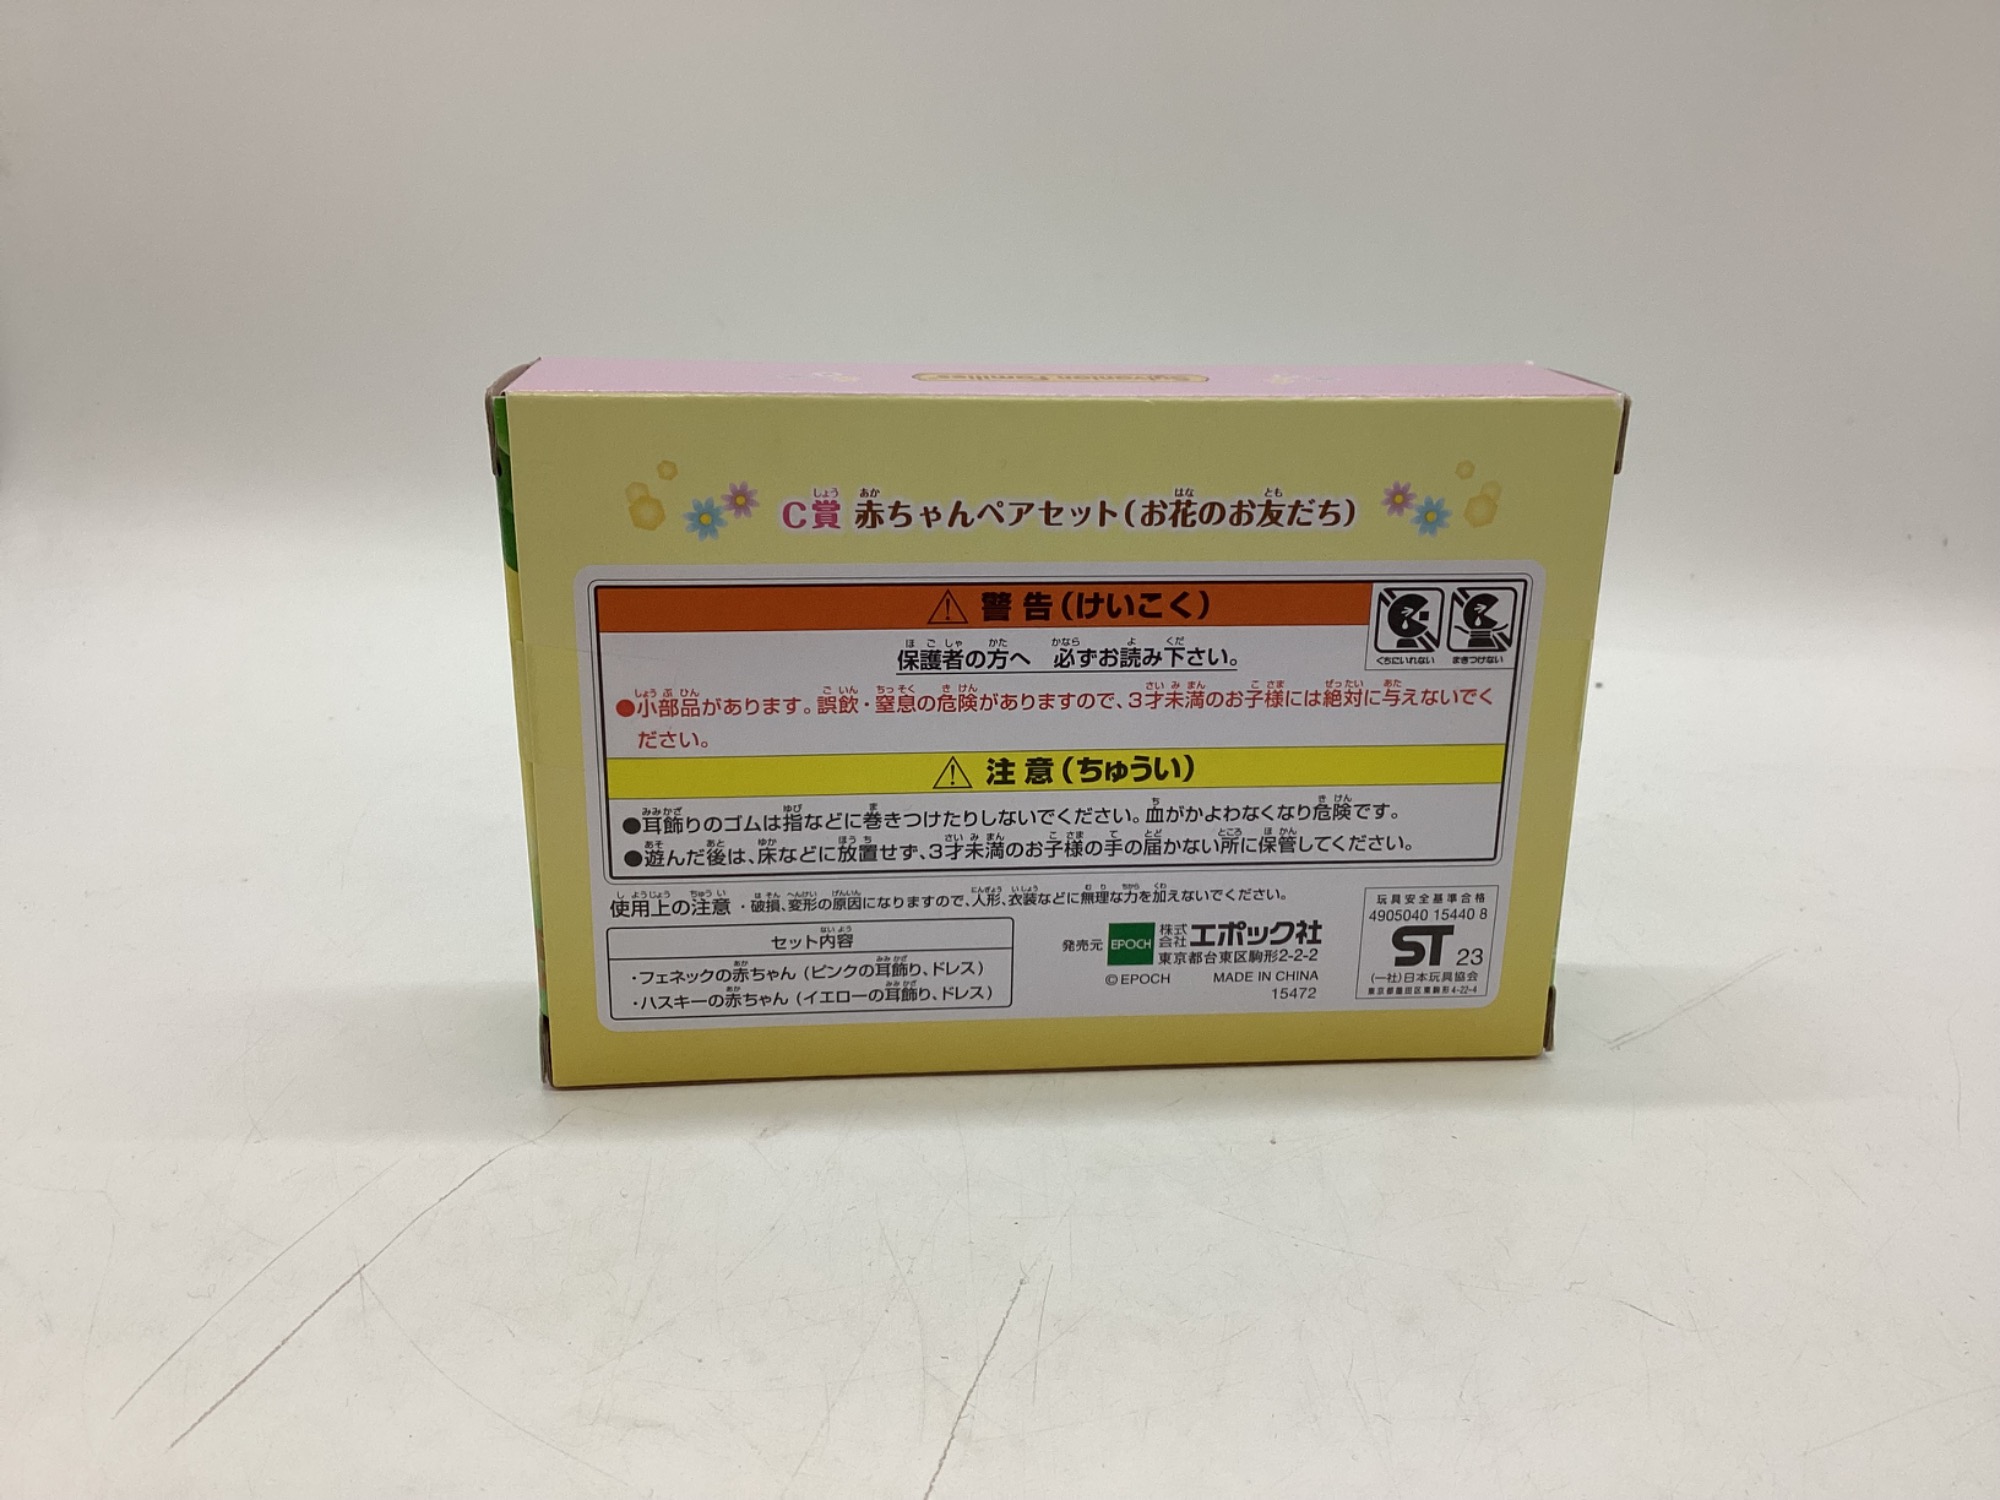 Sylvanian Families
C賞 赤ちゃんペアセット(お花のお友だち)
警告(けいこく)
くちにいれない まきつけない
保護者の方へ 必ずお読み下さい。
●小部品があります。誤飲・窒息の危険がありますので、3才未満のお子様には絶対に与えないでく
ださい。
注意(ちゅうい)
●耳飾りのゴムは指などに巻きつけたりしないでください。血がかよわなくなり危険です。
●遊んだ後は、床などに放置せず、3才未満のお子様の手の届かない所に保管してください。
使用上の注意 ・破損、変形の原因になりますので、人形、衣装などに無理な力を加えないでください。
セット内容
・フェネックの赤ちゃん(ピンクの耳飾り、ドレス)
・ハスキーの赤ちゃん(イエローの耳飾り、ドレス)
発売元 EPOCH 株式会社エポック社
東京都台東区駒形2-2-2
©EPOCH MADE IN CHINA
15472
玩具安全基準合格
4905040 15440 8
ST 23
(一社)日本玩具協会
東京都墨田区東駒形4-22-4